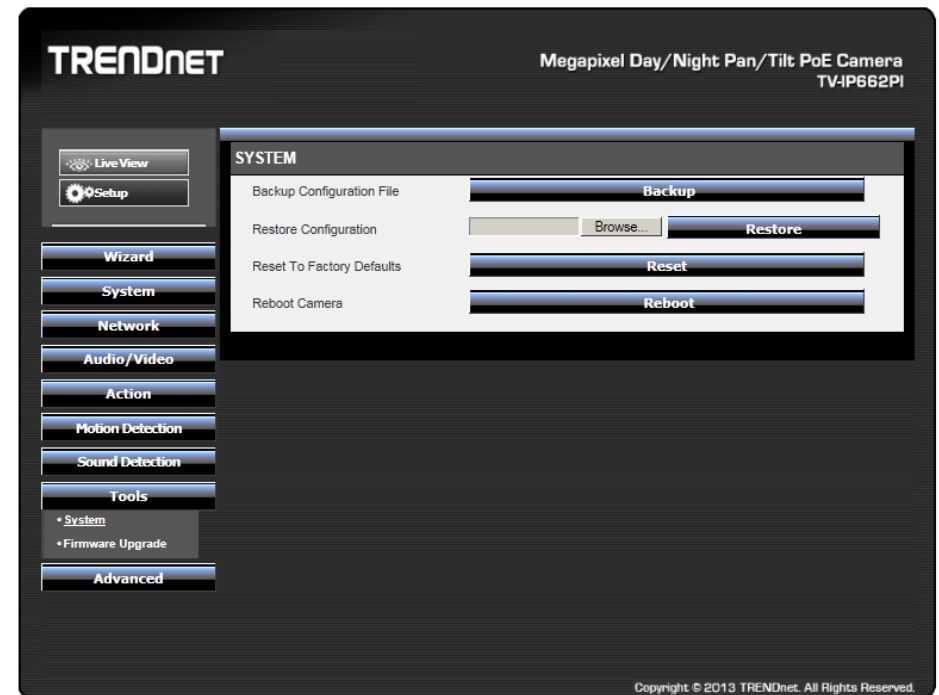 TRENDnet
Megapixel Day/Night Pan/Tilt PoE Camera
TV-IP662PI
Live View
Setup
SYSTEM
Backup Configuration File Backup
Restore Configuration Browse... Restore
Reset To Factory Defaults Reset
Reboot Camera Reboot
Wizard
System
Network
Audio/Video
Action
Motion Detection
Sound Detection
Tools
• System
• Firmware Upgrade
Advanced
Copyright © 2013 TRENDnet. All Rights Reserved.